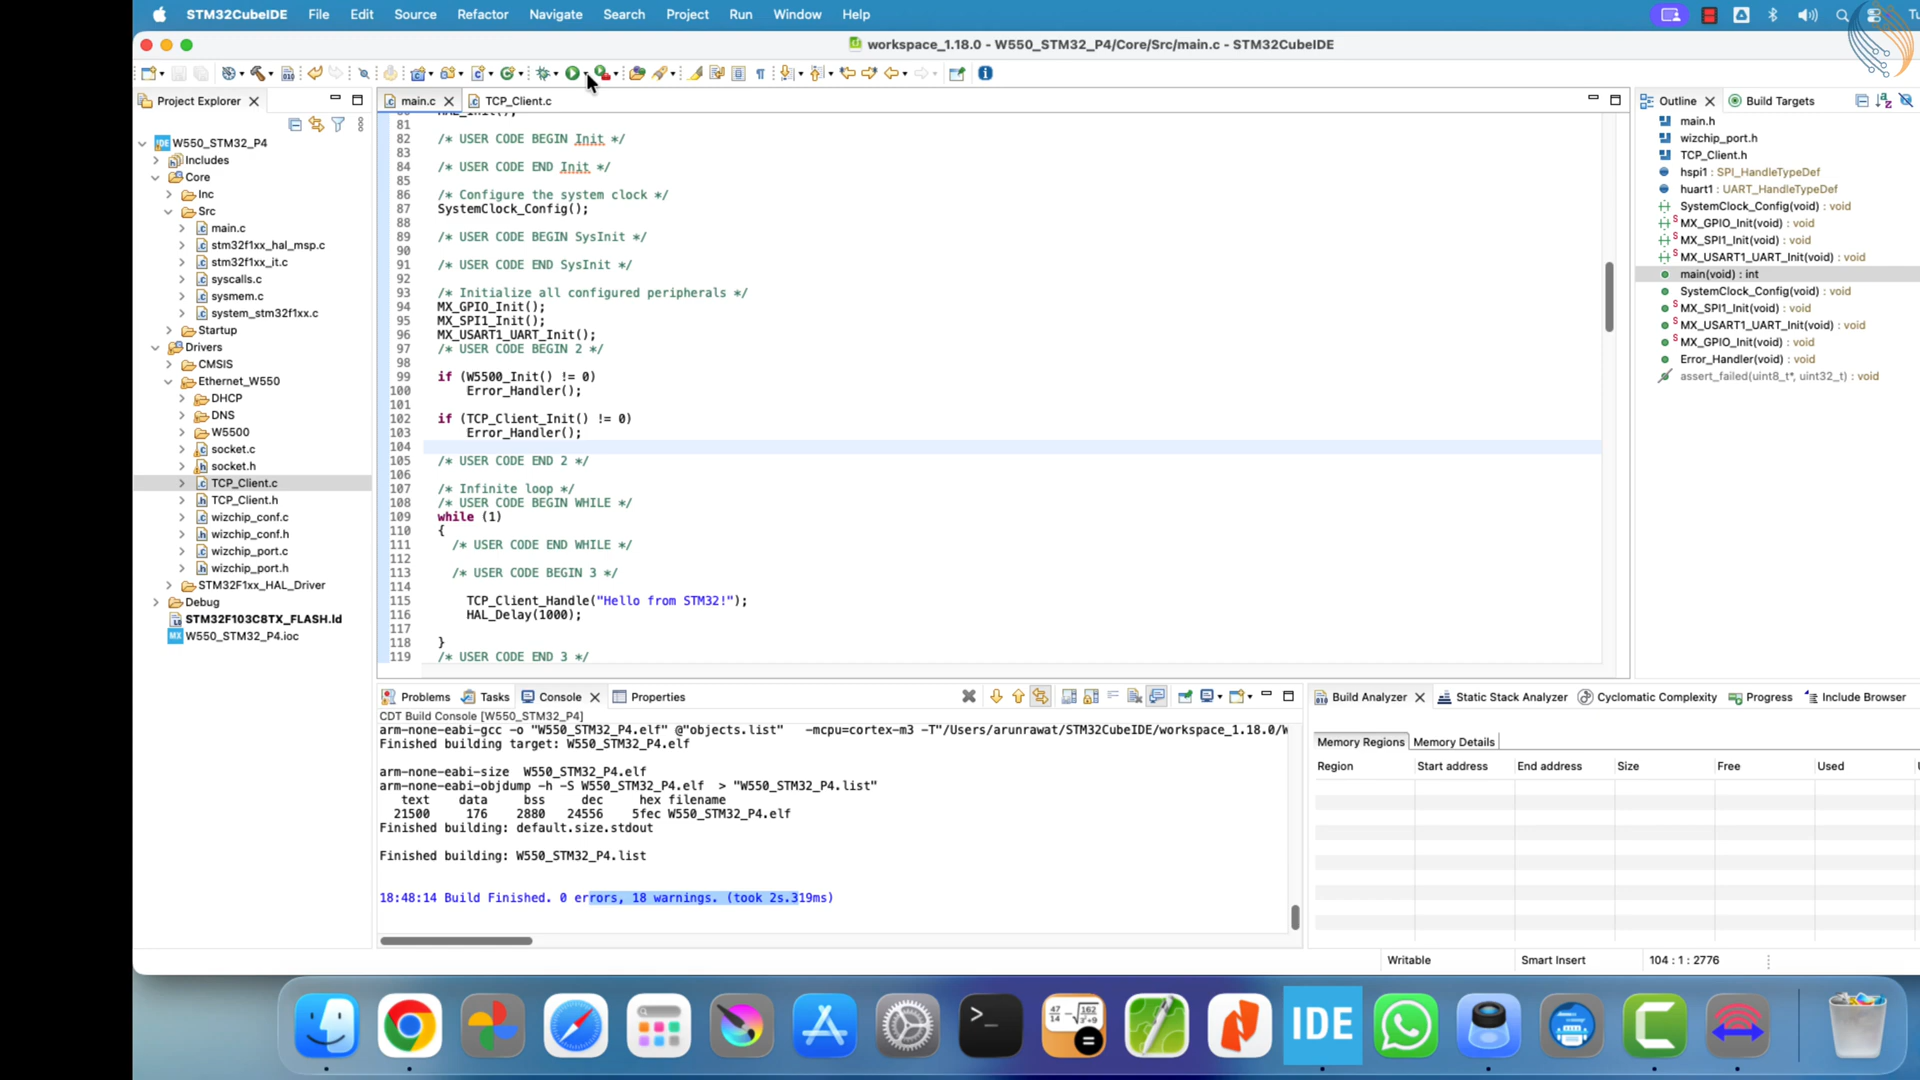 STM32CubeIDE File Edit Source Refactor Navigate Search Project Run Window Help
workspace_1.18.0 - W550_STM32_P4/Core/Src/main.c - STM32CubeIDE
Project Explorer
W550_STM32_P4
Includes
Core
Inc
Src
main.c
stm32f1xx_hal_msp.c
stm32f1xx_it.c
syscalls.c
sysmem.c
system_stm32f1xx.c
Startup
Drivers
CMSIS
Ethernet_W550
DHCP
DNS
W5500
socket.c
socket.h
TCP_Client.c
TCP_Client.h
wizchip_conf.c
wizchip_conf.h
wizchip_port.c
wizchip_port.h
STM32F1xx_HAL_Driver
Debug
STM32F103C8TX_FLASH.ld
W550_STM32_P4.ioc
main.c TCP_Client.c
81
82 /* USER CODE BEGIN Init */
83
84 /* USER CODE END Init */
85
86 /* Configure the system clock */
87 SystemClock_Config();
88
89 /* USER CODE BEGIN SysInit */
90
91 /* USER CODE END SysInit */
92
93 /* Initialize all configured peripherals */
94 MX_GPIO_Init();
95 MX_SPI1_Init();
96 MX_USART1_UART_Init();
97 /* USER CODE BEGIN 2 */
98
99 if (W5500_Init() != 0)
100 Error_Handler();
101
102 if (TCP_Client_Init() != 0)
103 Error_Handler();
104
105 /* USER CODE END 2 */
106
107 /* Infinite loop */
108 /* USER CODE BEGIN WHILE */
109 while (1)
110 {
111 /* USER CODE END WHILE */
112
113 /* USER CODE BEGIN 3 */
114
115 TCP_Client_Handle("Hello from STM32!");
116 HAL_Delay(1000);
117
118 }
119 /* USER CODE END 3 */
Outline Build Targets
main.h
wizchip_port.h
TCP_Client.h
hspi1 : SPI_HandleTypeDef
huart1 : UART_HandleTypeDef
SystemClock_Config(void) : void
MX_GPIO_Init(void) : void
MX_SPI1_Init(void) : void
MX_USART1_UART_Init(void) : void
main(void) : int
SystemClock_Config(void) : void
MX_SPI1_Init(void) : void
MX_USART1_UART_Init(void) : void
MX_GPIO_Init(void) : void
Error_Handler(void) : void
assert_failed(uint8_t*, uint32_t) : void
Problems Tasks Console Properties
CDT Build Console [W550_STM32_P4]
arm-none-eabi-gcc -o "W550_STM32_P4.elf" @"objects.list" -mcpu=cortex-m3 -T"/Users/arunrawat/STM32CubeIDE/workspace_1.18.0/W
Finished building target: W550_STM32_P4.elf
arm-none-eabi-size W550_STM32_P4.elf
arm-none-eabi-objdump -h -S W550_STM32_P4.elf > "W550_STM32_P4.list"
text data bss dec hex filename
21500 176 2880 24556 5fec W550_STM32_P4.elf
Finished building: default.size.stdout
Finished building: W550_STM32_P4.list
18:48:14 Build Finished. 0 errors, 18 warnings. (took 2s.319ms)
Build Analyzer Static Stack Analyzer Cyclomatic Complexity Progress Include Browser
Memory Regions Memory Details
Region Start address End address Size Free Used
Writable Smart Insert 104 : 1 : 2776
IDE